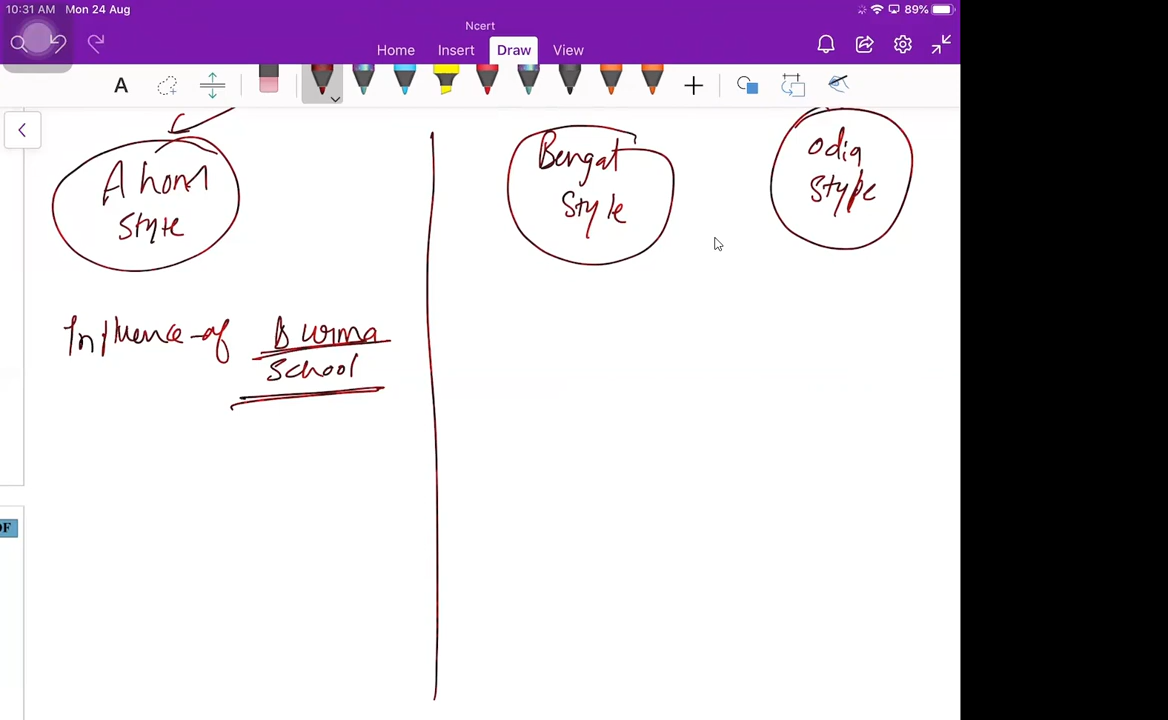 10:31 AM Mon 24 Aug
89%
Ncert
Home Insert Draw View
A
Ahom
Style
Bengal
Style
Odia
Style
Influence of Burma
School
OF